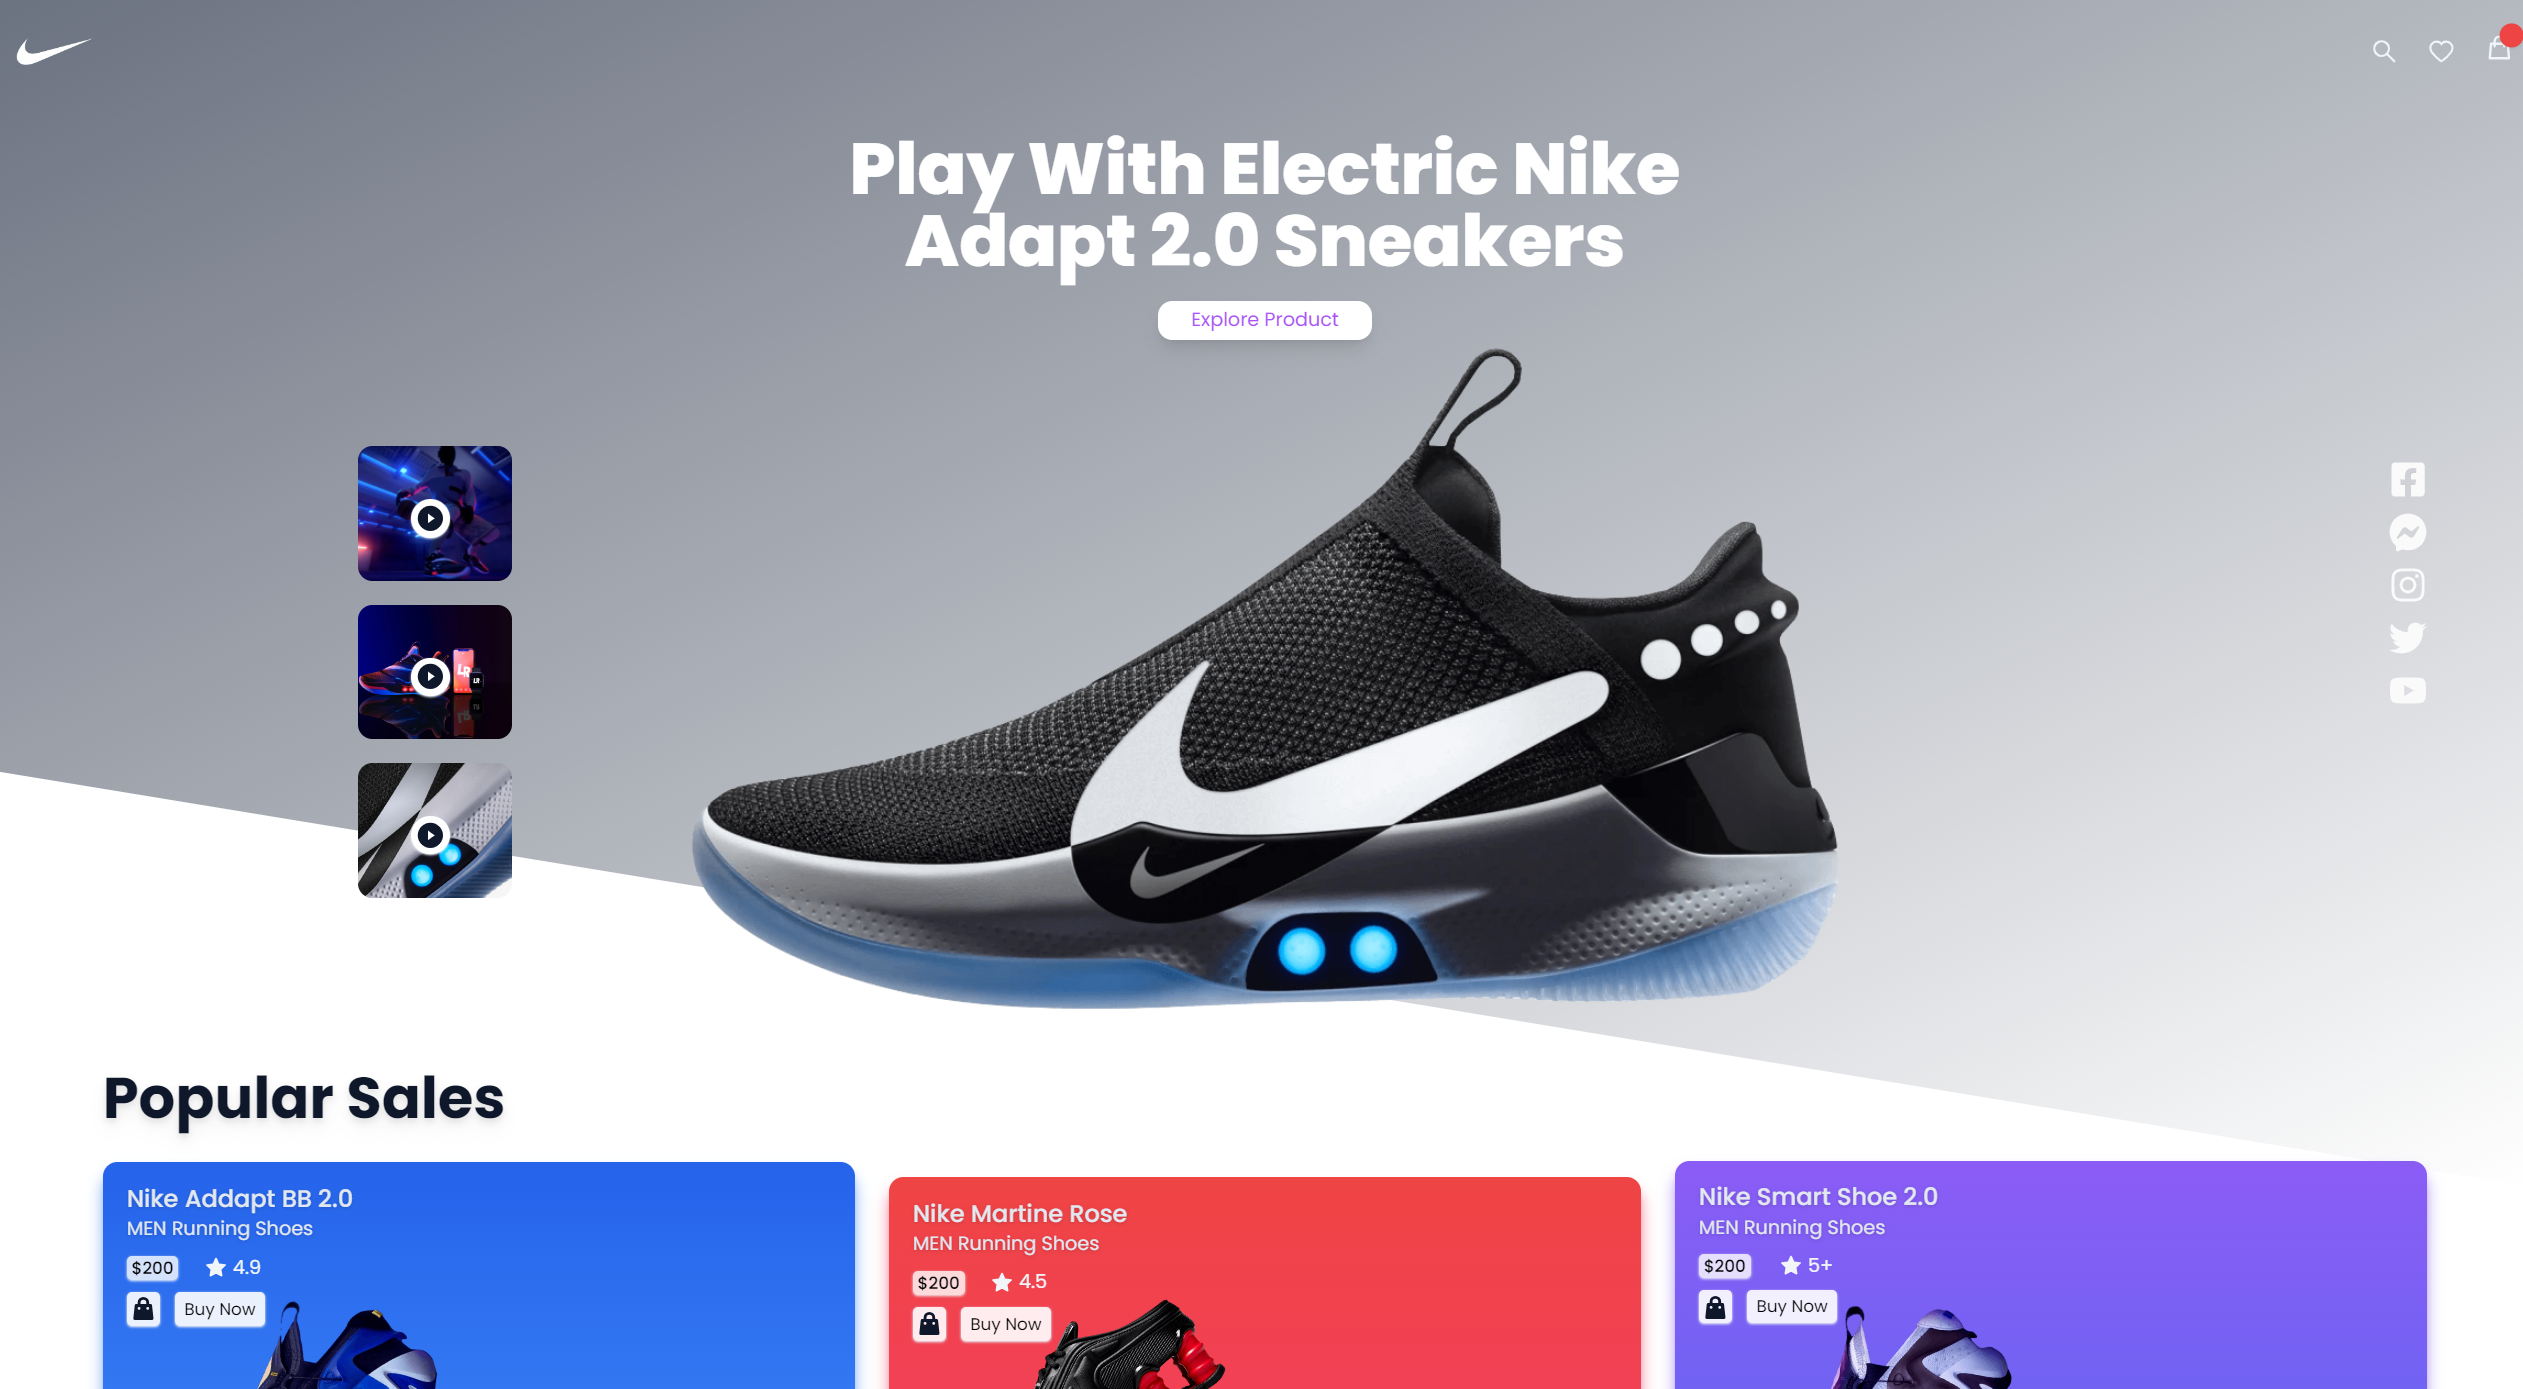 Play With Electric Nike
Adapt 2.0 Sneakers
Explore Product
LR
Popular Sales
Nike Addapt BB 2.0
MEN Running Shoes
$200 4.9
Buy Now
Nike Martine Rose
MEN Running Shoes
$200 4.5
Buy Now
Nike Smart Shoe 2.0
MEN Running Shoes
$200 5+
Buy Now